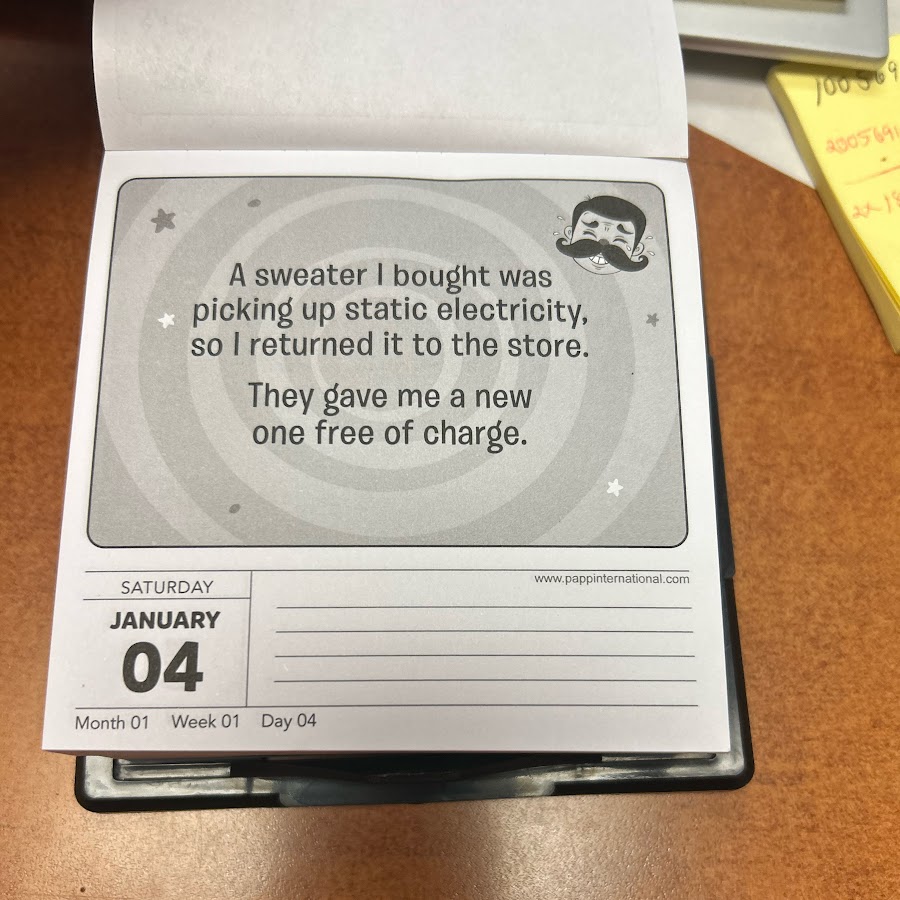 A sweater I bought was
picking up static electricity,
so I returned it to the store.
They gave me a new
one free of charge.
www.pappinternational.com
SATURDAY
JANUARY
04
Month 01 Week 01 Day 04